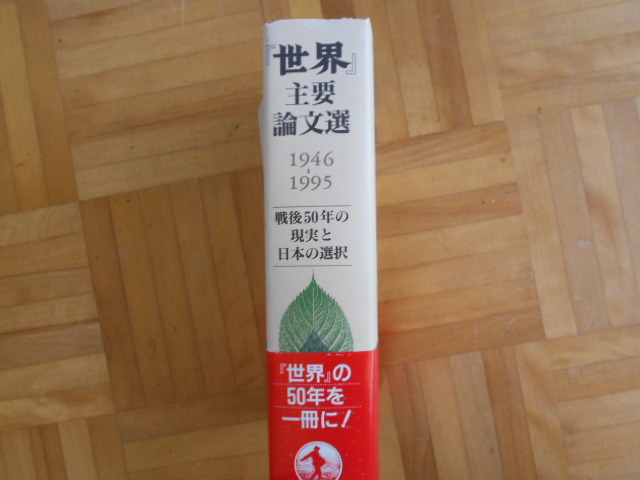 『世界』
主要
論文選
1946
-
1995
戦後50年の
現実と
日本の選択
『世界』の
50年を
一冊に!